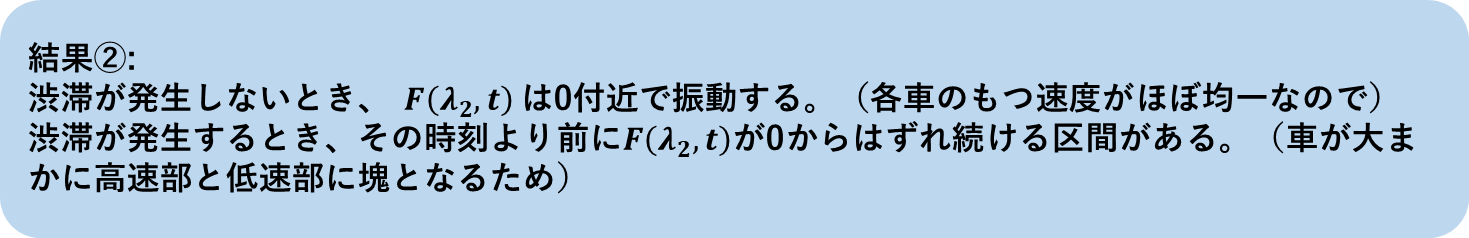 結果②:
渋滞が発生しないとき、 F(λ₂, t) は0付近で振動する。（各車のもつ速度がほぼ均一なので）
渋滞が発生するとき、その時刻より前にF(λ₂, t)が0からはずれ続ける区間がある。（車が大ま
かに高速部と低速部に塊となるため）